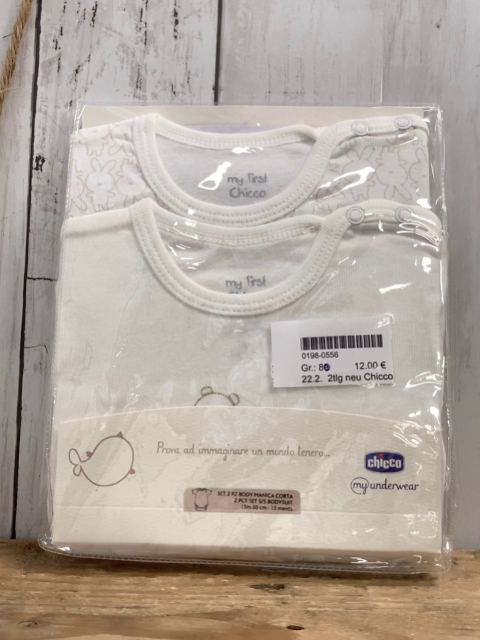 my first
Chicco
my first
0198-0556
Gr.: 80 12.00 €
22.2. 2tlg neu Chicco
Prova ad immaginare un mondo tenero...
chicco
my underwear
SET 2 PZ BODY MANICA CORTA
2 PCS SET S/S BODYSUIT